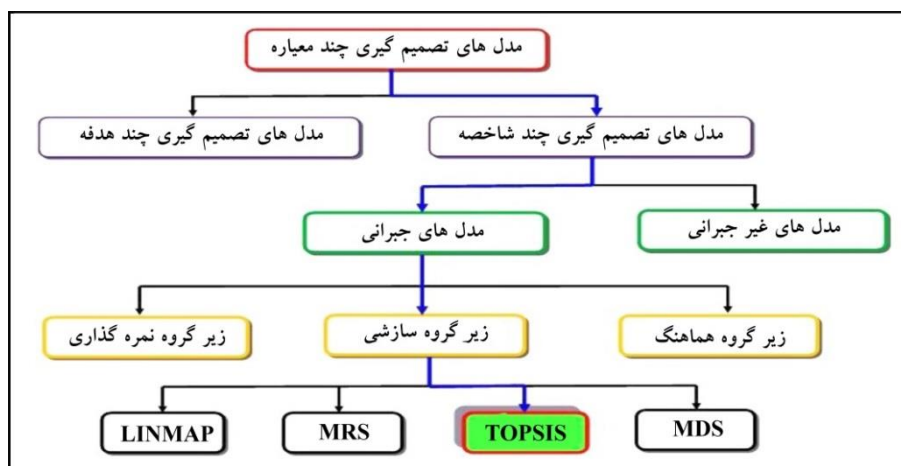 مدل های تصمیم گیری چند معیاره
مدل های تصمیم گیری چند شاخصه
مدل های تصمیم گیری چند هدفه
مدل های غیر جبرانی
مدل های جبرانی
زیر گروه هماهنگ
زیر گروه سازشی
زیر گروه نمره گذاری
LINMAP
MRS
TOPSIS
MDS